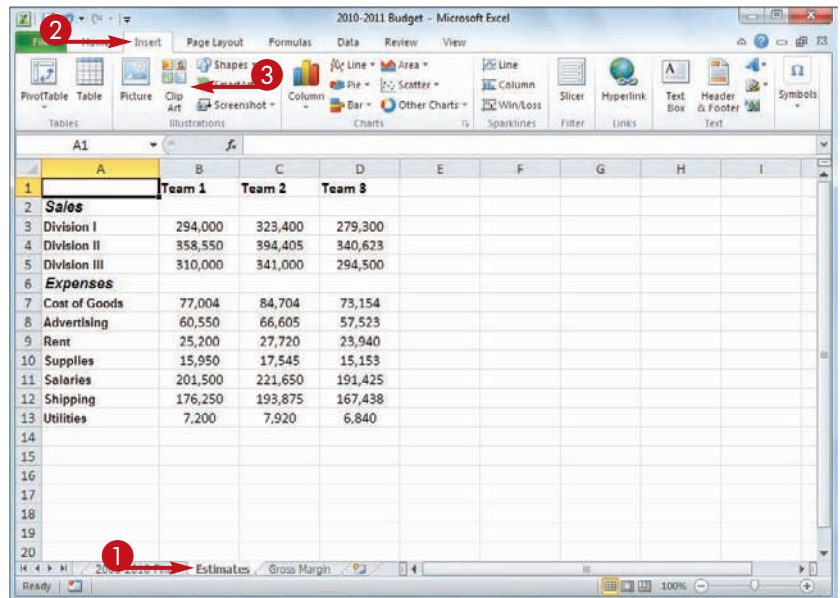 2010-2011 Budget - Microsoft Excel
2
Insert Page Layout Formulas Data Review View
3
PivotTable Table Picture Clip Art Shapes Screenshot Column Line Pie Bar Area Scatter Other Charts Line Column Win/Loss Slicer Hyperlink Text Box Header & Footer Symbols
Tables Illustrations Charts Sparklines Filter Links Text
A1 fx
A B C D E F G H I
1 Team 1 Team 2 Team 3
2 Sales
3 Division I 294,000 323,400 279,300
4 Division II 358,550 394,405 340,623
5 Division III 310,000 341,000 294,500
6 Expenses
7 Cost of Goods 77,004 84,704 73,154
8 Advertising 60,550 66,605 57,523
9 Rent 25,200 27,720 23,940
10 Supplies 15,950 17,545 15,153
11 Salaries 201,500 221,650 191,425
12 Shipping 176,250 193,875 167,438
13 Utilities 7,200 7,920 6,840
14
15
16
17
18
19
20
1
Estimates Gross Margin
Ready 100%